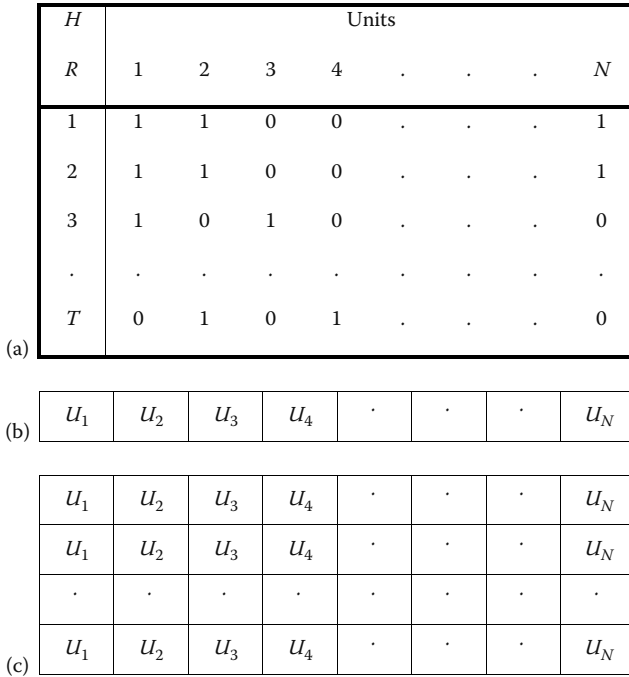 H Units
R 1 2 3 4 . . . N
1 1 1 0 0 . . . 1
2 1 1 0 0 . . . 1
3 1 0 1 0 . . . 0
. . . . . . . . .
T 0 1 0 1 . . . 0
(a)
(b) U1 U2 U3 U4 . . . UN
U1 U2 U3 U4 . . . UN
U1 U2 U3 U4 . . . UN
. . . . . . . .
(c) U1 U2 U3 U4 . . . UN